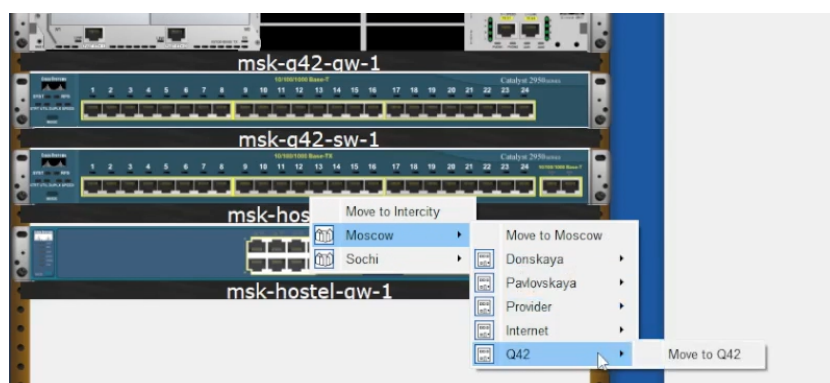 msk-q42-gw-1
10/100/1000 Base-T
Catalyst 2950
1 2 3 4 5 6 7 8 9 10 11 12 13 14 15 16 17 18 19 20 21 22 23 24
msk-q42-sw-1
10/100/1000 Base-TX
Catalyst 2950
1 2 3 4 5 6 7 8 9 10 11 12 13 14 15 16 17 18 19 20 21 22 23 24
msk-hos
msk-hostel-gw-1
Move to Intercity
Moscow
Sochi
Move to Moscow
Donskaya
Pavlovskaya
Provider
Internet
Q42
Move to Q42